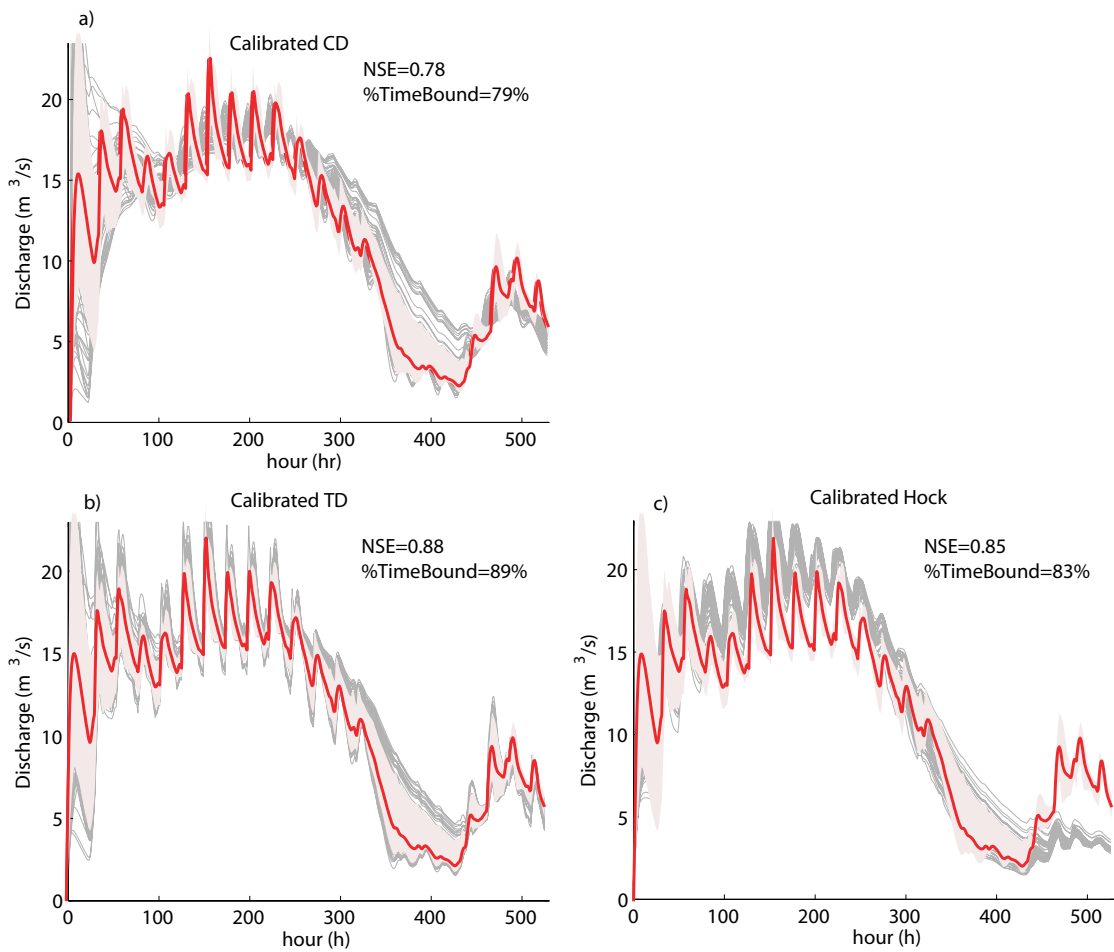 a)
Calibrated CD
NSE=0.78
%TimeBound=79%
20
15
10
5
0
Discharge (m ³/s)
0 100 200 300 400 500
hour (hr)
b)
Calibrated TD
NSE=0.88
%TimeBound=89%
20
15
10
5
0
Discharge (m ³/s)
0 100 200 300 400 500
hour (h)
c)
Calibrated Hock
NSE=0.85
%TimeBound=83%
20
15
10
5
0
Discharge (m ³/s)
0 100 200 300 400 500
hour (h)